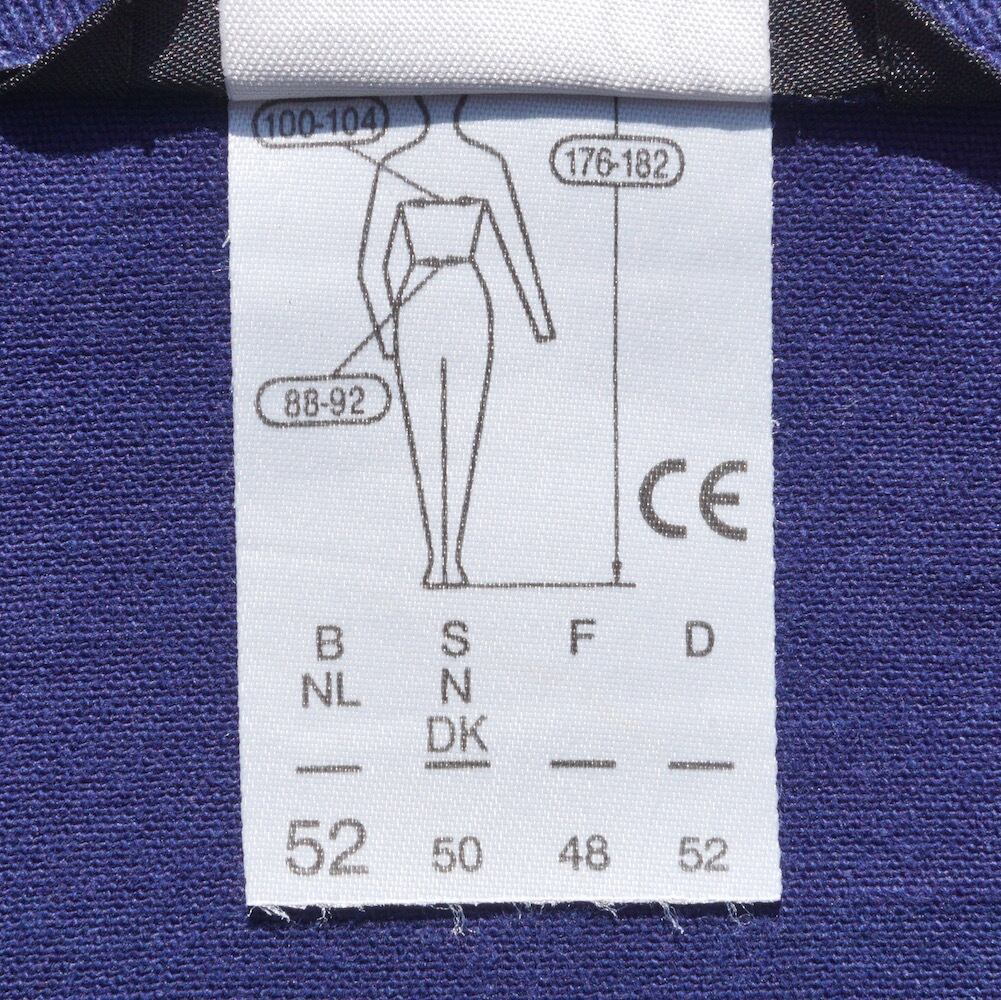 100-104
176-182
88-92
CE
B S F D
NL N
DK
52 50 48 52